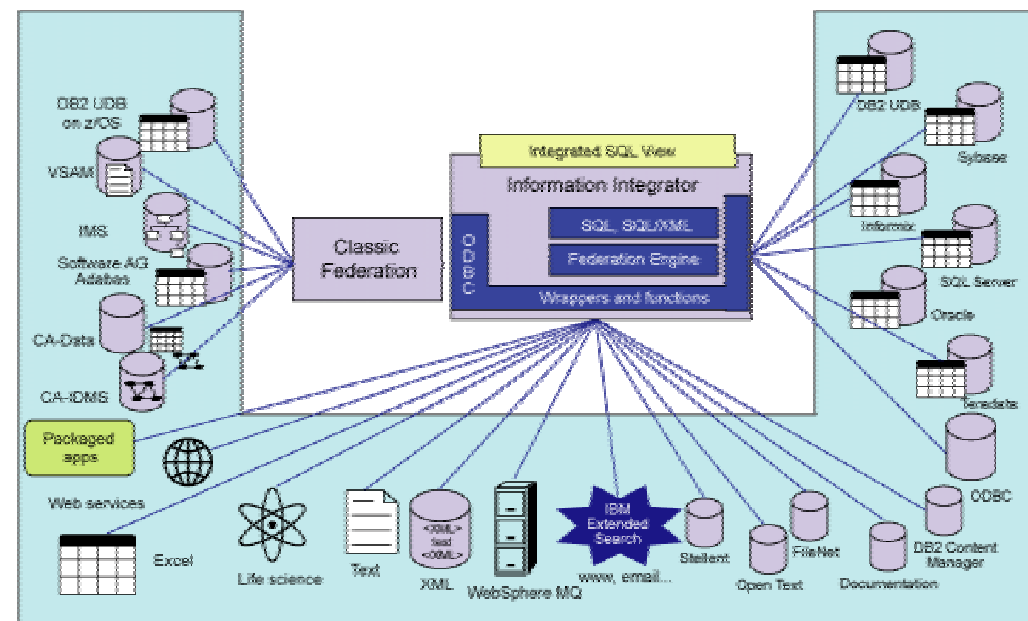 DB2 UDB
on z/OS
VSAM
IMS
Software AG
Adabas
CA-Data
CA-IDMS
Packaged
apps
Web services
Excel
Classic
Federation
Integrated SQL View
Information Integrator
ODBC
SQL, SQL/XML
Federation Engine
Wrappers and functions
DB2 UDB
Sybase
Informix
SQL Server
Oracle
Teradata
ODBC
Life science
Text
<XML>
text
<XML>
XML
WebSphere MQ
IBM
Extended
Search
www, email...
Stellent
Open Text
FileNet
Documentation
DB2 Content
Manager